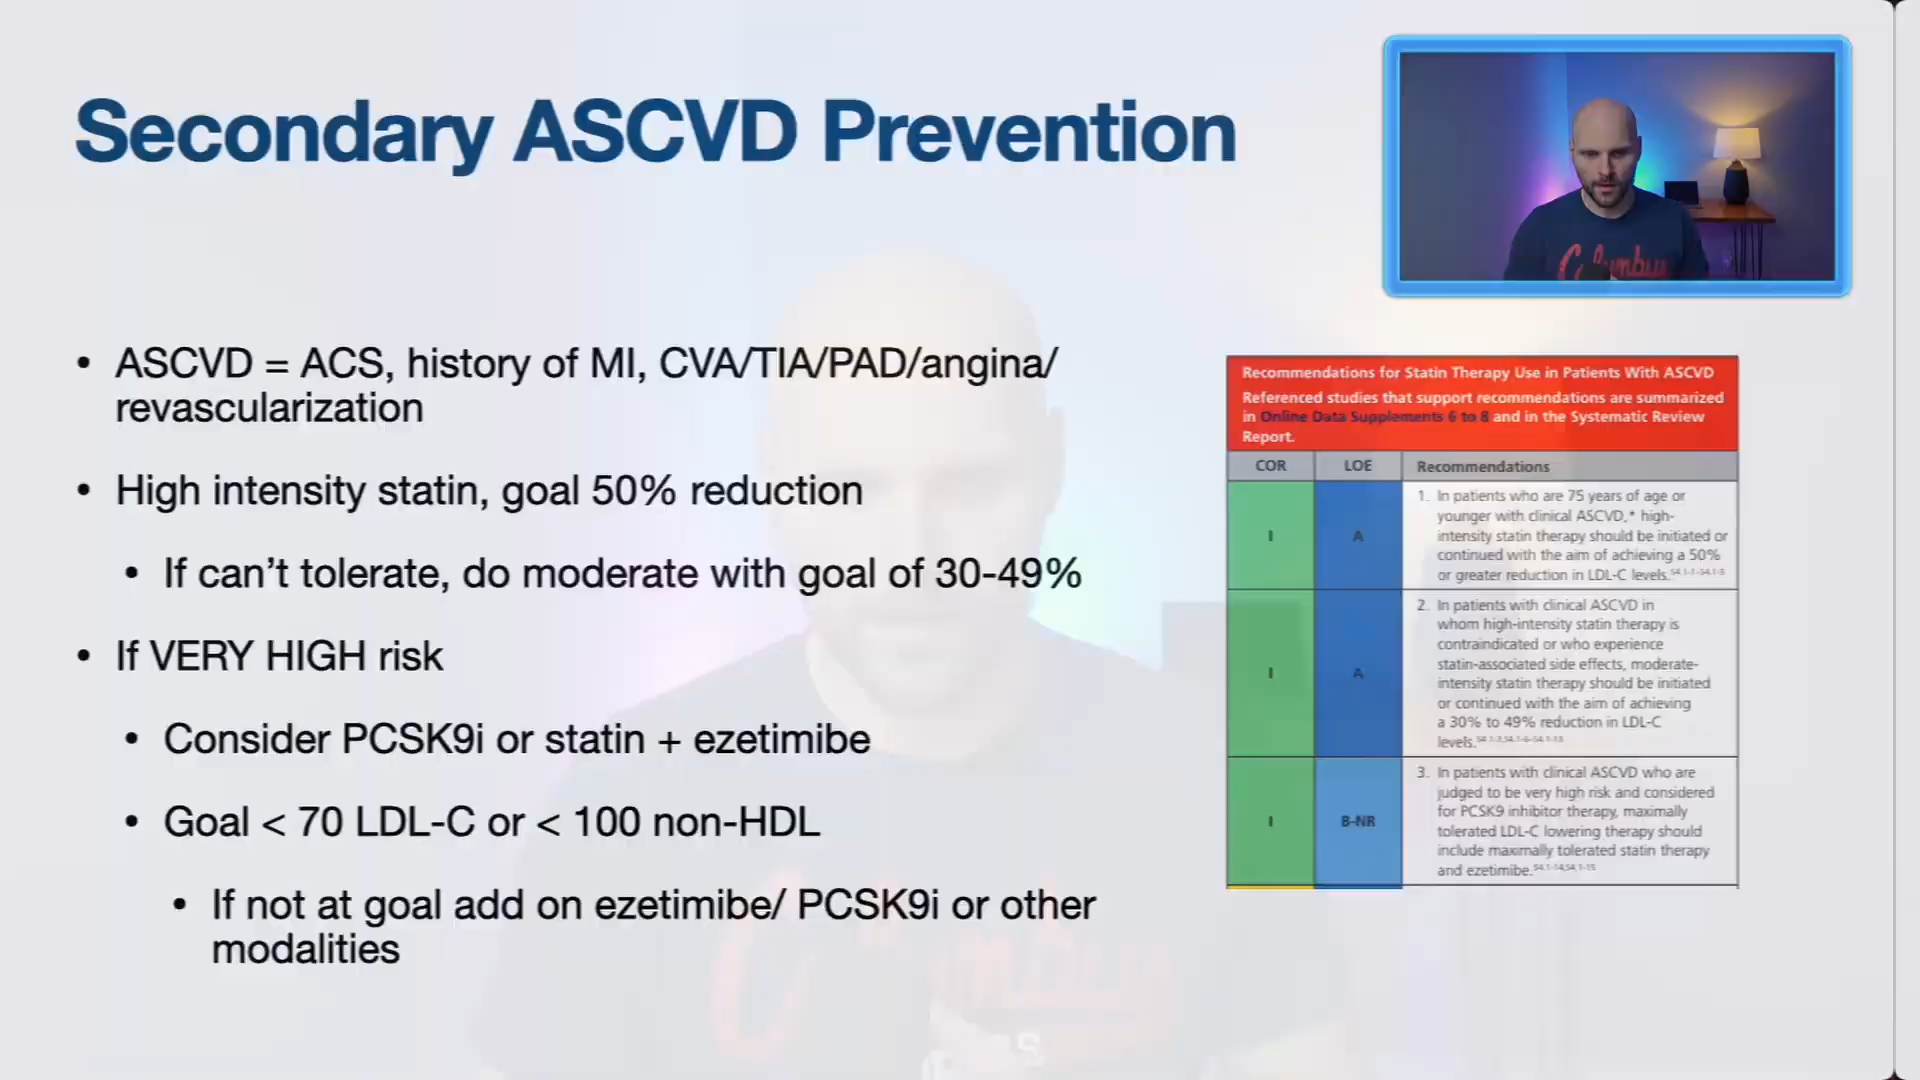 Secondary ASCVD Prevention
Columbus
• ASCVD = ACS, history of MI, CVA/TIA/PAD/angina/
revascularization
• High intensity statin, goal 50% reduction
• If can’t tolerate, do moderate with goal of 30-49%
• If VERY HIGH risk
• Consider PCSK9i or statin + ezetimibe
• Goal < 70 LDL-C or < 100 non-HDL
• If not at goal add on ezetimibe/ PCSK9i or other
modalities
Recommendations for Statin Therapy Use in Patients With ASCVD
Referenced studies that support recommendations are summarized
in Online Data Supplements 6 to 8 and in the Systematic Review
Report.
COR LOE Recommendations
I A 1. In patients who are 75 years of age or
younger with clinical ASCVD,* high-
intensity statin therapy should be initiated or
continued with the aim of achieving a 50%
or greater reduction in LDL-C levels.
I A 2. In patients with clinical ASCVD in
whom high-intensity statin therapy is
contraindicated or who experience
statin-associated side effects, moderate-
intensity statin therapy should be initiated
or continued with the aim of achieving
a 30% to 49% reduction in LDL-C
levels.
I B-NR 3. In patients with clinical ASCVD who are
judged to be very high risk and considered
for PCSK9 inhibitor therapy, maximally
tolerated LDL-C lowering therapy should
include maximally tolerated statin therapy
and ezetimibe.